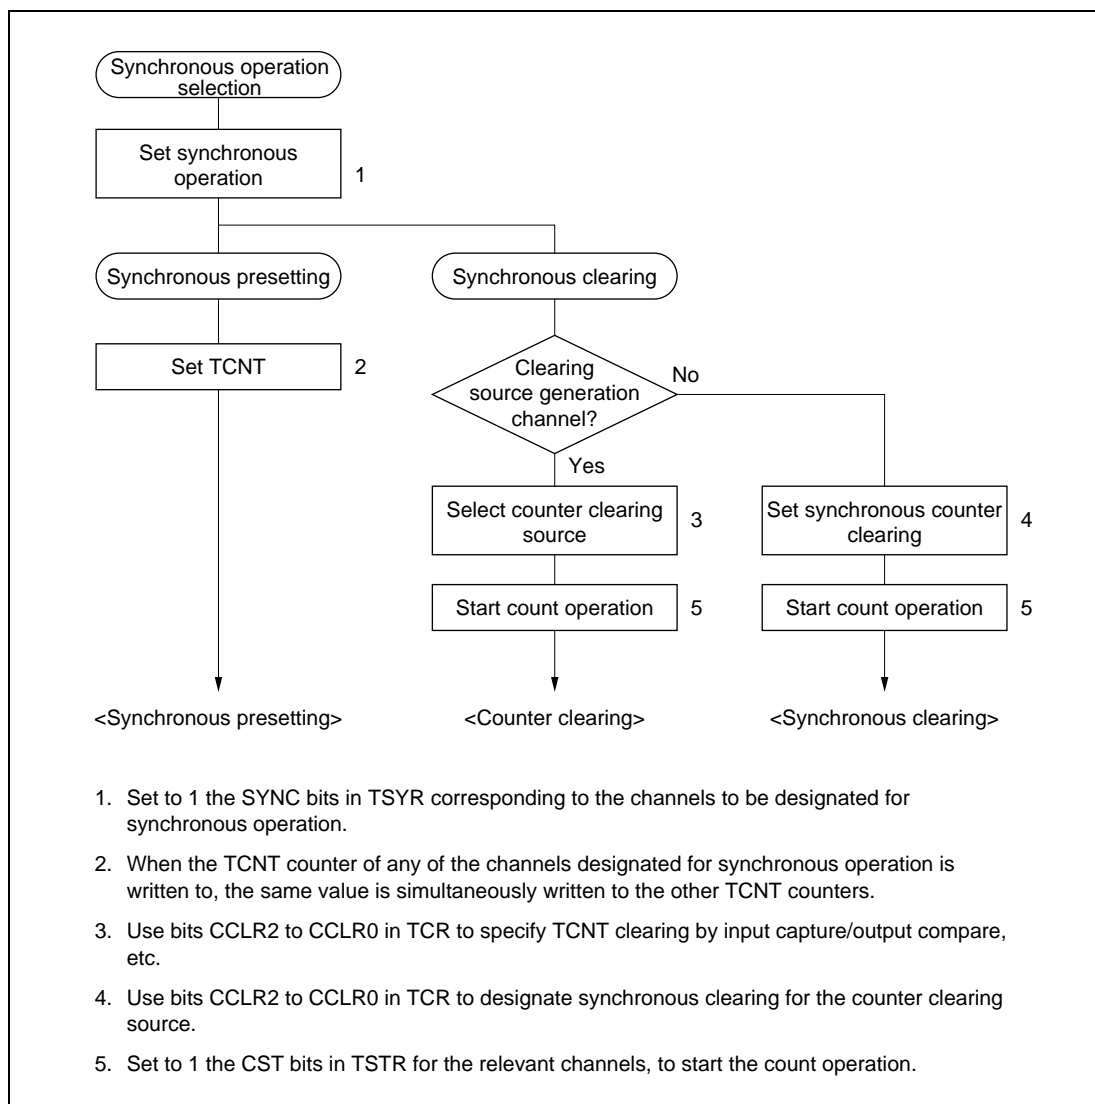 Synchronous operation
selection
Set synchronous
operation
1
Synchronous presetting
Synchronous clearing
Set TCNT
2
Clearing
source generation
channel?
No
Yes
Select counter clearing
source
3
Set synchronous counter
clearing
4
Start count operation
5
Start count operation
5
<Synchronous presetting>
<Counter clearing>
<Synchronous clearing>
1. Set to 1 the SYNC bits in TSYR corresponding to the channels to be designated for
synchronous operation.
2. When the TCNT counter of any of the channels designated for synchronous operation is
written to, the same value is simultaneously written to the other TCNT counters.
3. Use bits CCLR2 to CCLR0 in TCR to specify TCNT clearing by input capture/output compare,
etc.
4. Use bits CCLR2 to CCLR0 in TCR to designate synchronous clearing for the counter clearing
source.
5. Set to 1 the CST bits in TSTR for the relevant channels, to start the count operation.